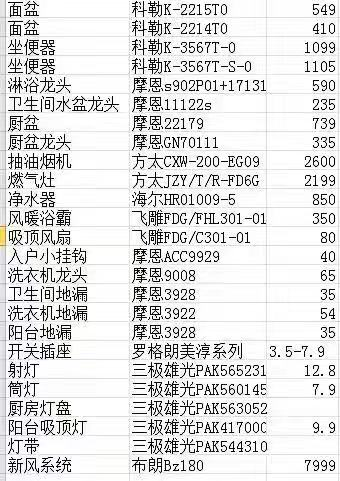 面盆 科勒K-2215T0 549
面盆 科勒K-2214T0 410
坐便器 科勒K-3567T-0 1099
坐便器 科勒K-3567T-S-0 1105
淋浴龙头 摩恩s902P01+17131 590
卫生间水盆龙头 摩恩11122s 235
厨盆 摩恩22179 739
厨盆龙头 摩恩GN70111 335
抽油烟机 方太CXW-200-EG09 2600
燃气灶 方太JZY/T/R-FD6G 2199
净水器 海尔HR01009-5 850
风暖浴霸 飞雕FDG/FHL301-01 350
吸顶风扇 飞雕FDG/C301-01 80
入户小挂钩 摩恩ACC9929 40
洗衣机龙头 摩恩9008 65
卫生间地漏 摩恩3928 35
洗衣机地漏 摩恩3922 54
阳台地漏 摩恩3928 35
开关插座 罗格朗美淳系列 3.5-7.9
射灯 三极雄光PAK565231 12.8
筒灯 三极雄光PAK560145 7.9
厨房灯盘 三极雄光PAK563052
阳台吸顶灯 三极雄光PAK417000 9.9
灯带 三极雄光PAK544310
新风系统 布朗Bz180 7999